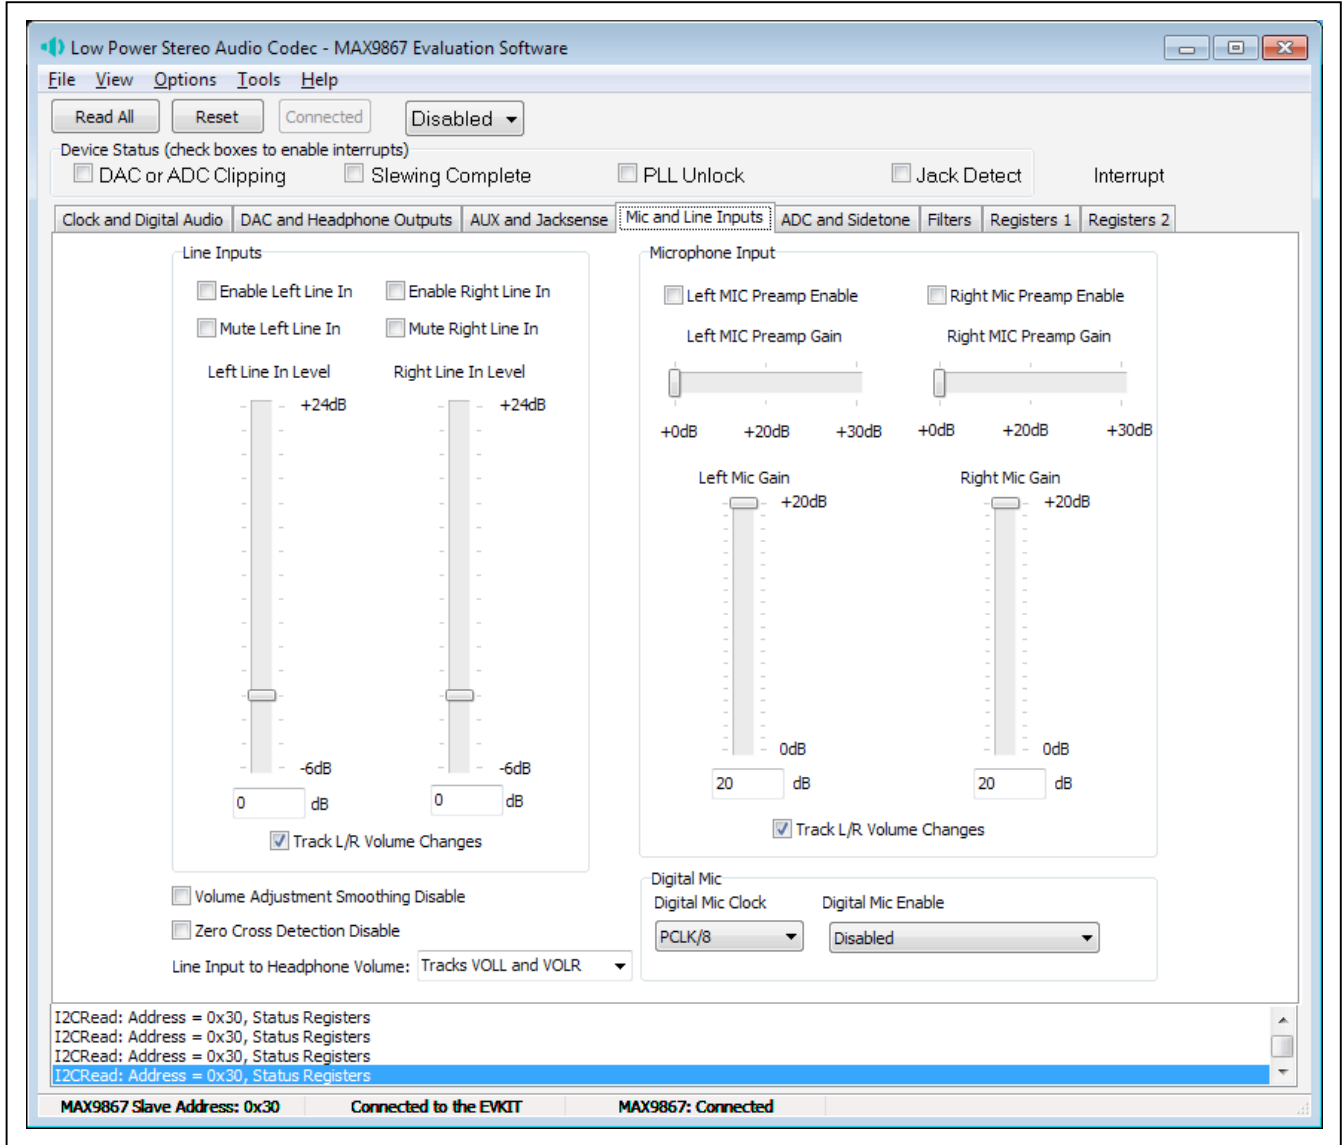 Low Power Stereo Audio Codec - MAX9867 Evaluation Software
File View Options Tools Help
Read All Reset Connected Disabled
Device Status (check boxes to enable interrupts)
DAC or ADC Clipping Slewing Complete PLL Unlock Jack Detect Interrupt
Clock and Digital Audio DAC and Headphone Outputs AUX and Jacksense Mic and Line Inputs ADC and Sidetone Filters Registers 1 Registers 2
Line Inputs
Enable Left Line In Enable Right Line In
Mute Left Line In Mute Right Line In
Left Line In Level Right Line In Level
+24dB +24dB
-6dB -6dB
0 dB 0 dB
Track L/R Volume Changes
Volume Adjustment Smoothing Disable
Zero Cross Detection Disable
Line Input to Headphone Volume: Tracks VOLL and VOLR
Microphone Input
Left MIC Preamp Enable Right Mic Preamp Enable
Left MIC Preamp Gain Right MIC Preamp Gain
+0dB +20dB +30dB +0dB +20dB +30dB
Left Mic Gain Right Mic Gain
+20dB +20dB
0dB 0dB
20 dB 20 dB
Track L/R Volume Changes
Digital Mic
Digital Mic Clock Digital Mic Enable
PCLK/8 Disabled
I2CRead: Address = 0x30, Status Registers
I2CRead: Address = 0x30, Status Registers
I2CRead: Address = 0x30, Status Registers
I2CRead: Address = 0x30, Status Registers
MAX9867 Slave Address: 0x30 Connected to the EVKIT MAX9867: Connected